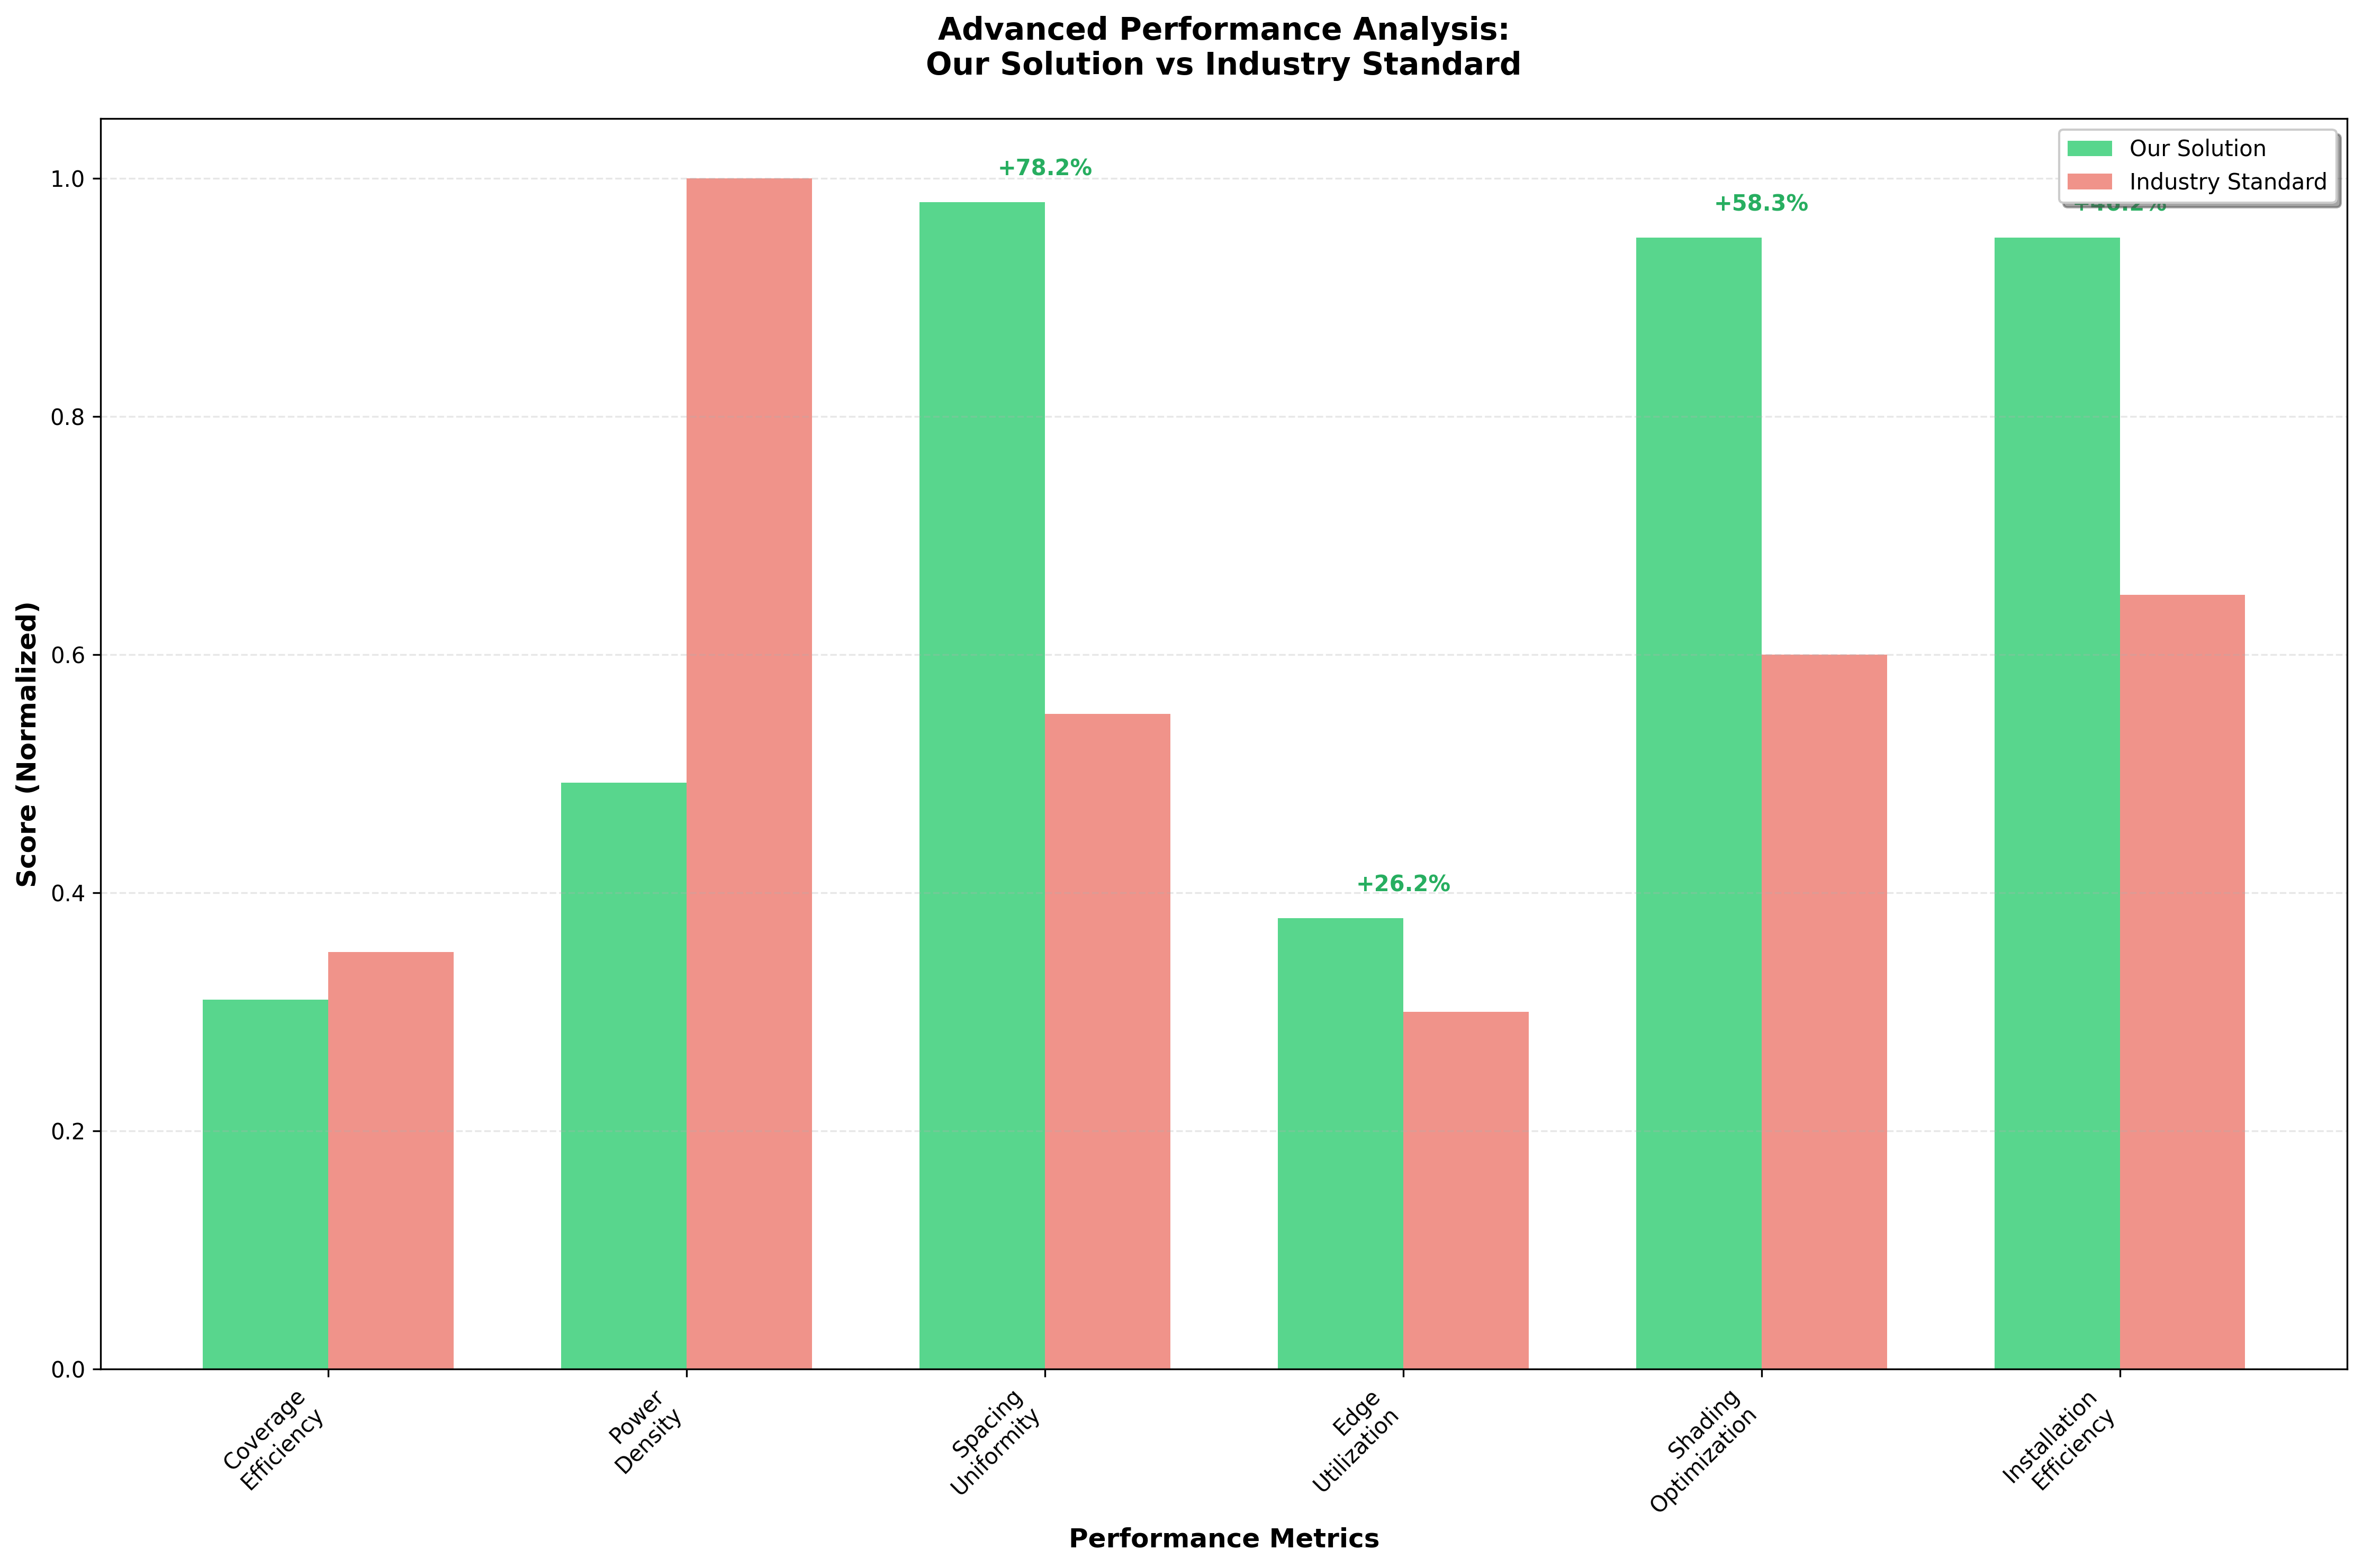 Advanced Performance Analysis:
Our Solution vs Industry Standard
Our Solution
Industry Standard
+78.2%
+58.3%
+26.2%
Score (Normalized)
1.0
0.8
0.6
0.4
0.2
0.0
Coverage
Efficiency
Power
Density
Spacing
Uniformity
Edge
Utilization
Shading
Optimization
Installation
Efficiency
Performance Metrics